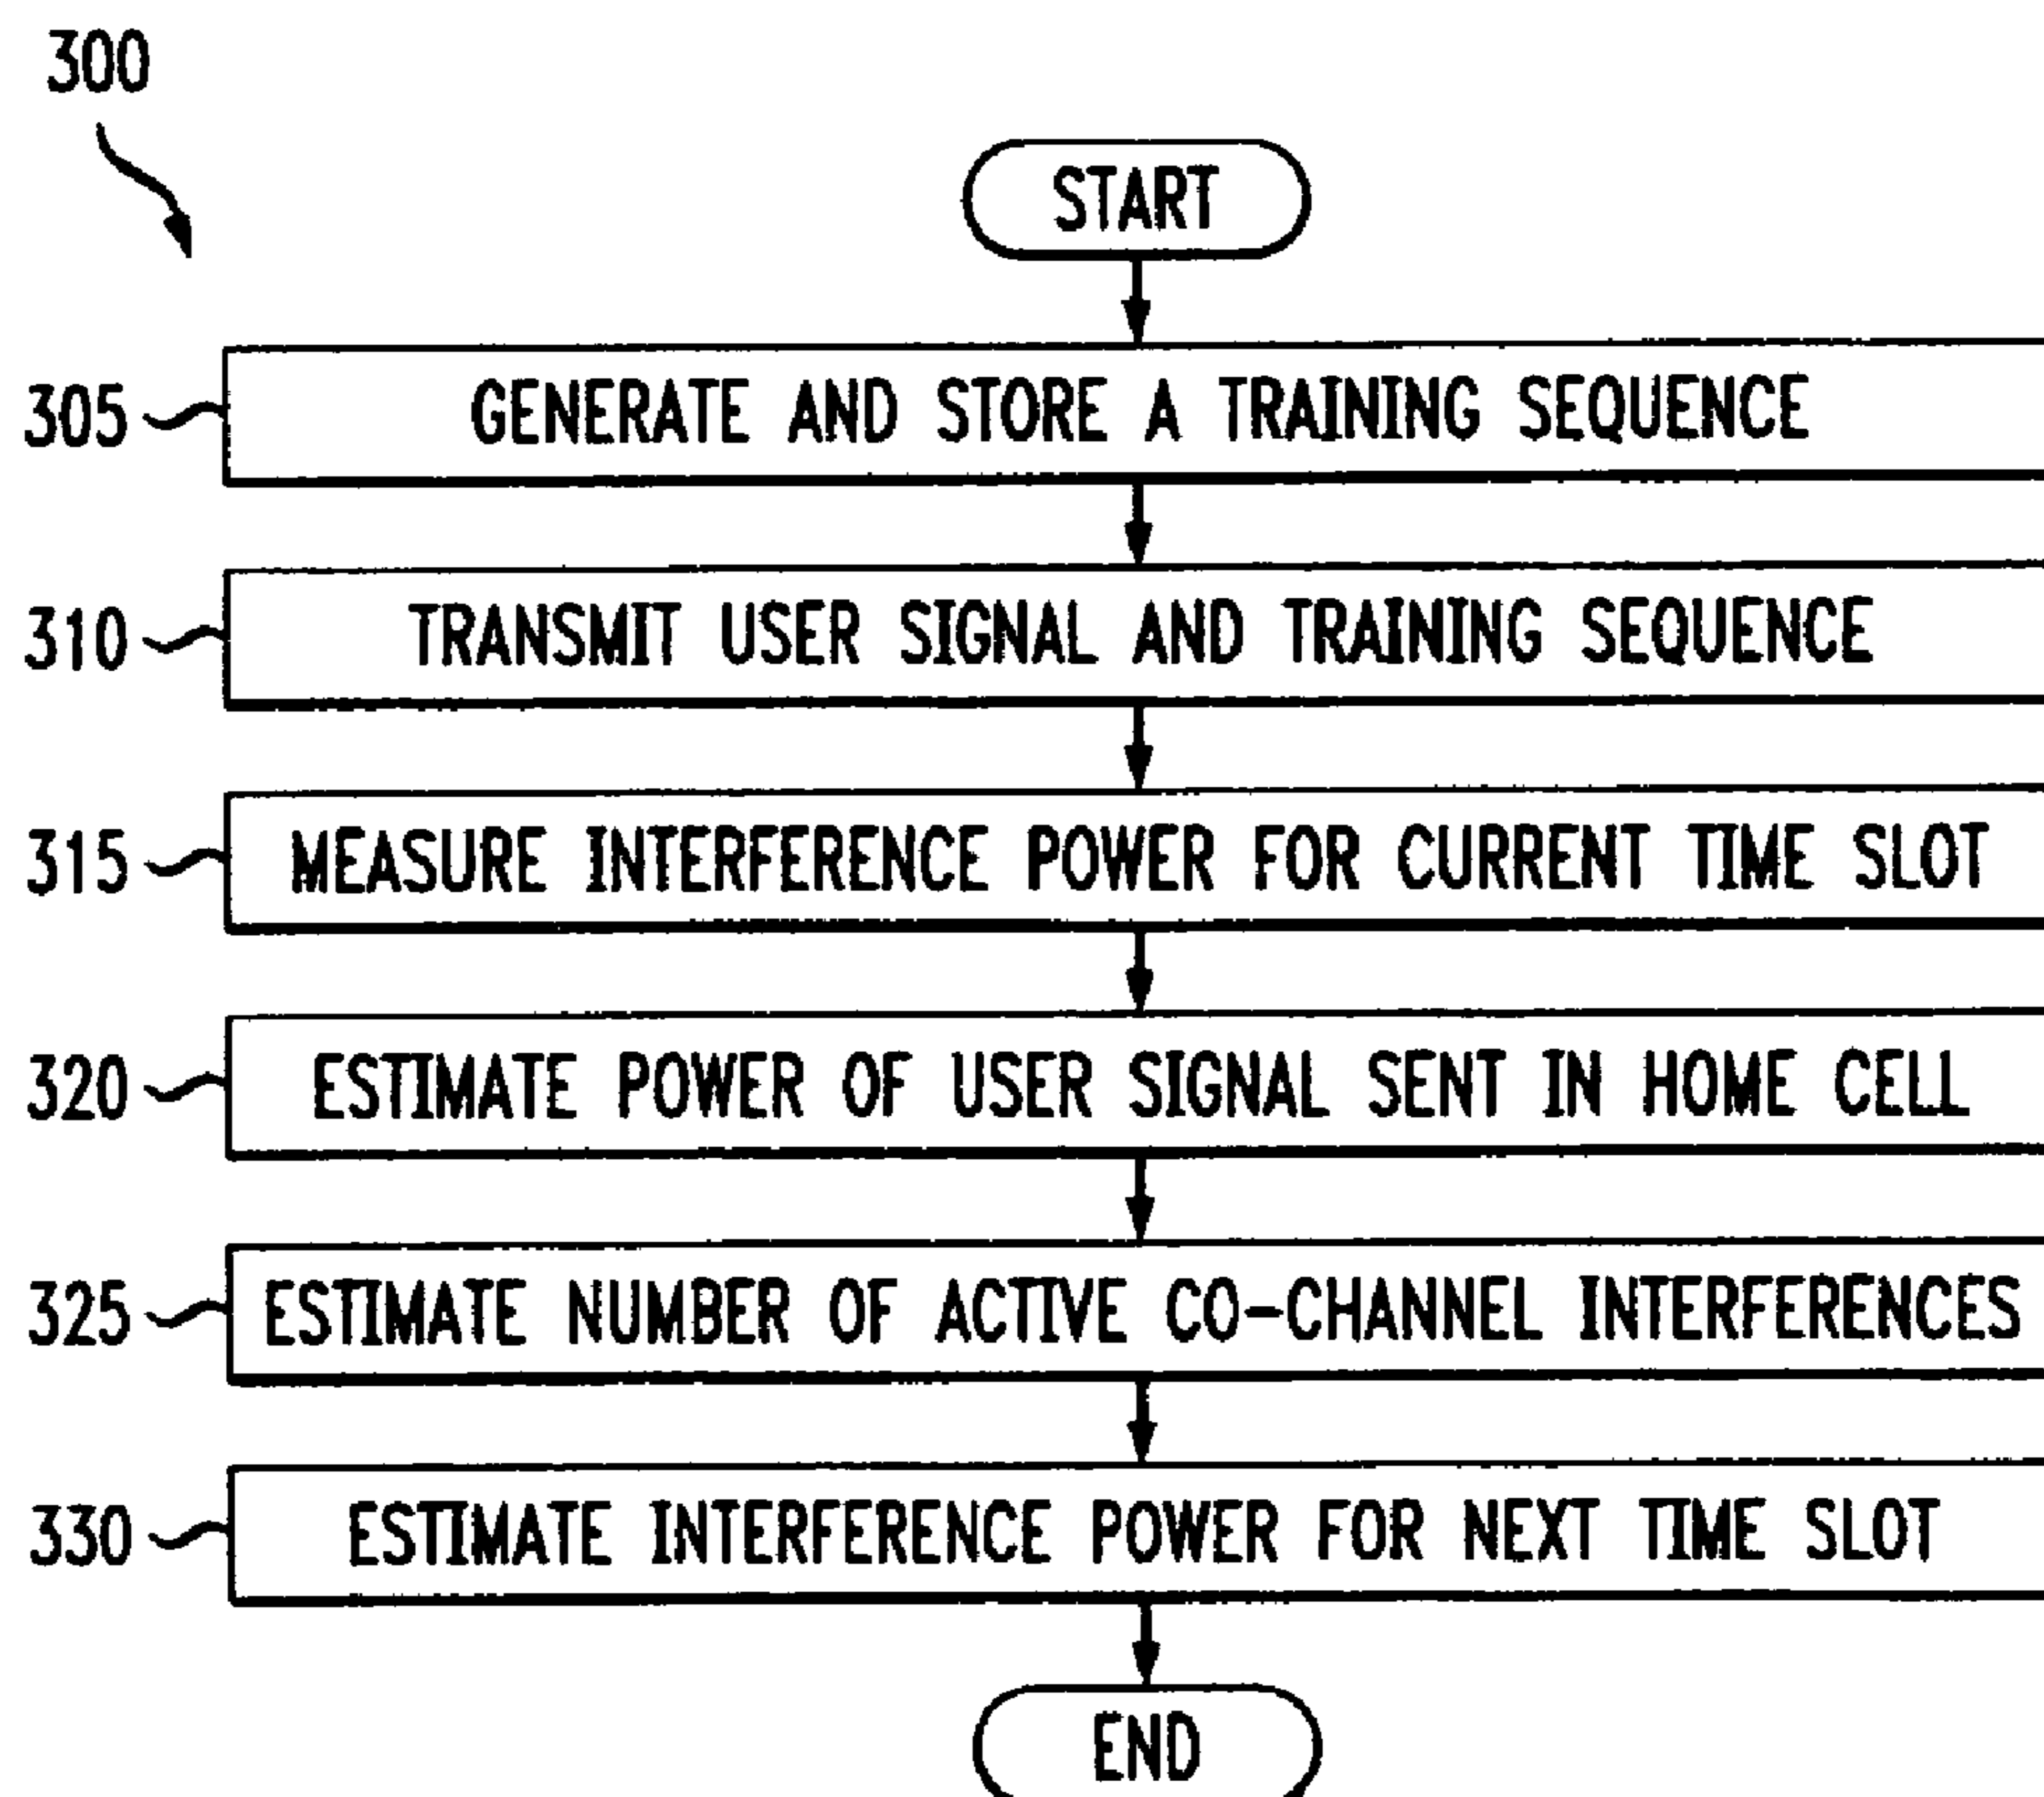 300
START
305 GENERATE AND STORE A TRAINING SEQUENCE
310 TRANSMIT USER SIGNAL AND TRAINING SEQUENCE
315 MEASURE INTERFERENCE POWER FOR CURRENT TIME SLOT
320 ESTIMATE POWER OF USER SIGNAL SENT IN HOME CELL
325 ESTIMATE NUMBER OF ACTIVE CO-CHANNEL INTERFERENCES
330 ESTIMATE INTERFERENCE POWER FOR NEXT TIME SLOT
END